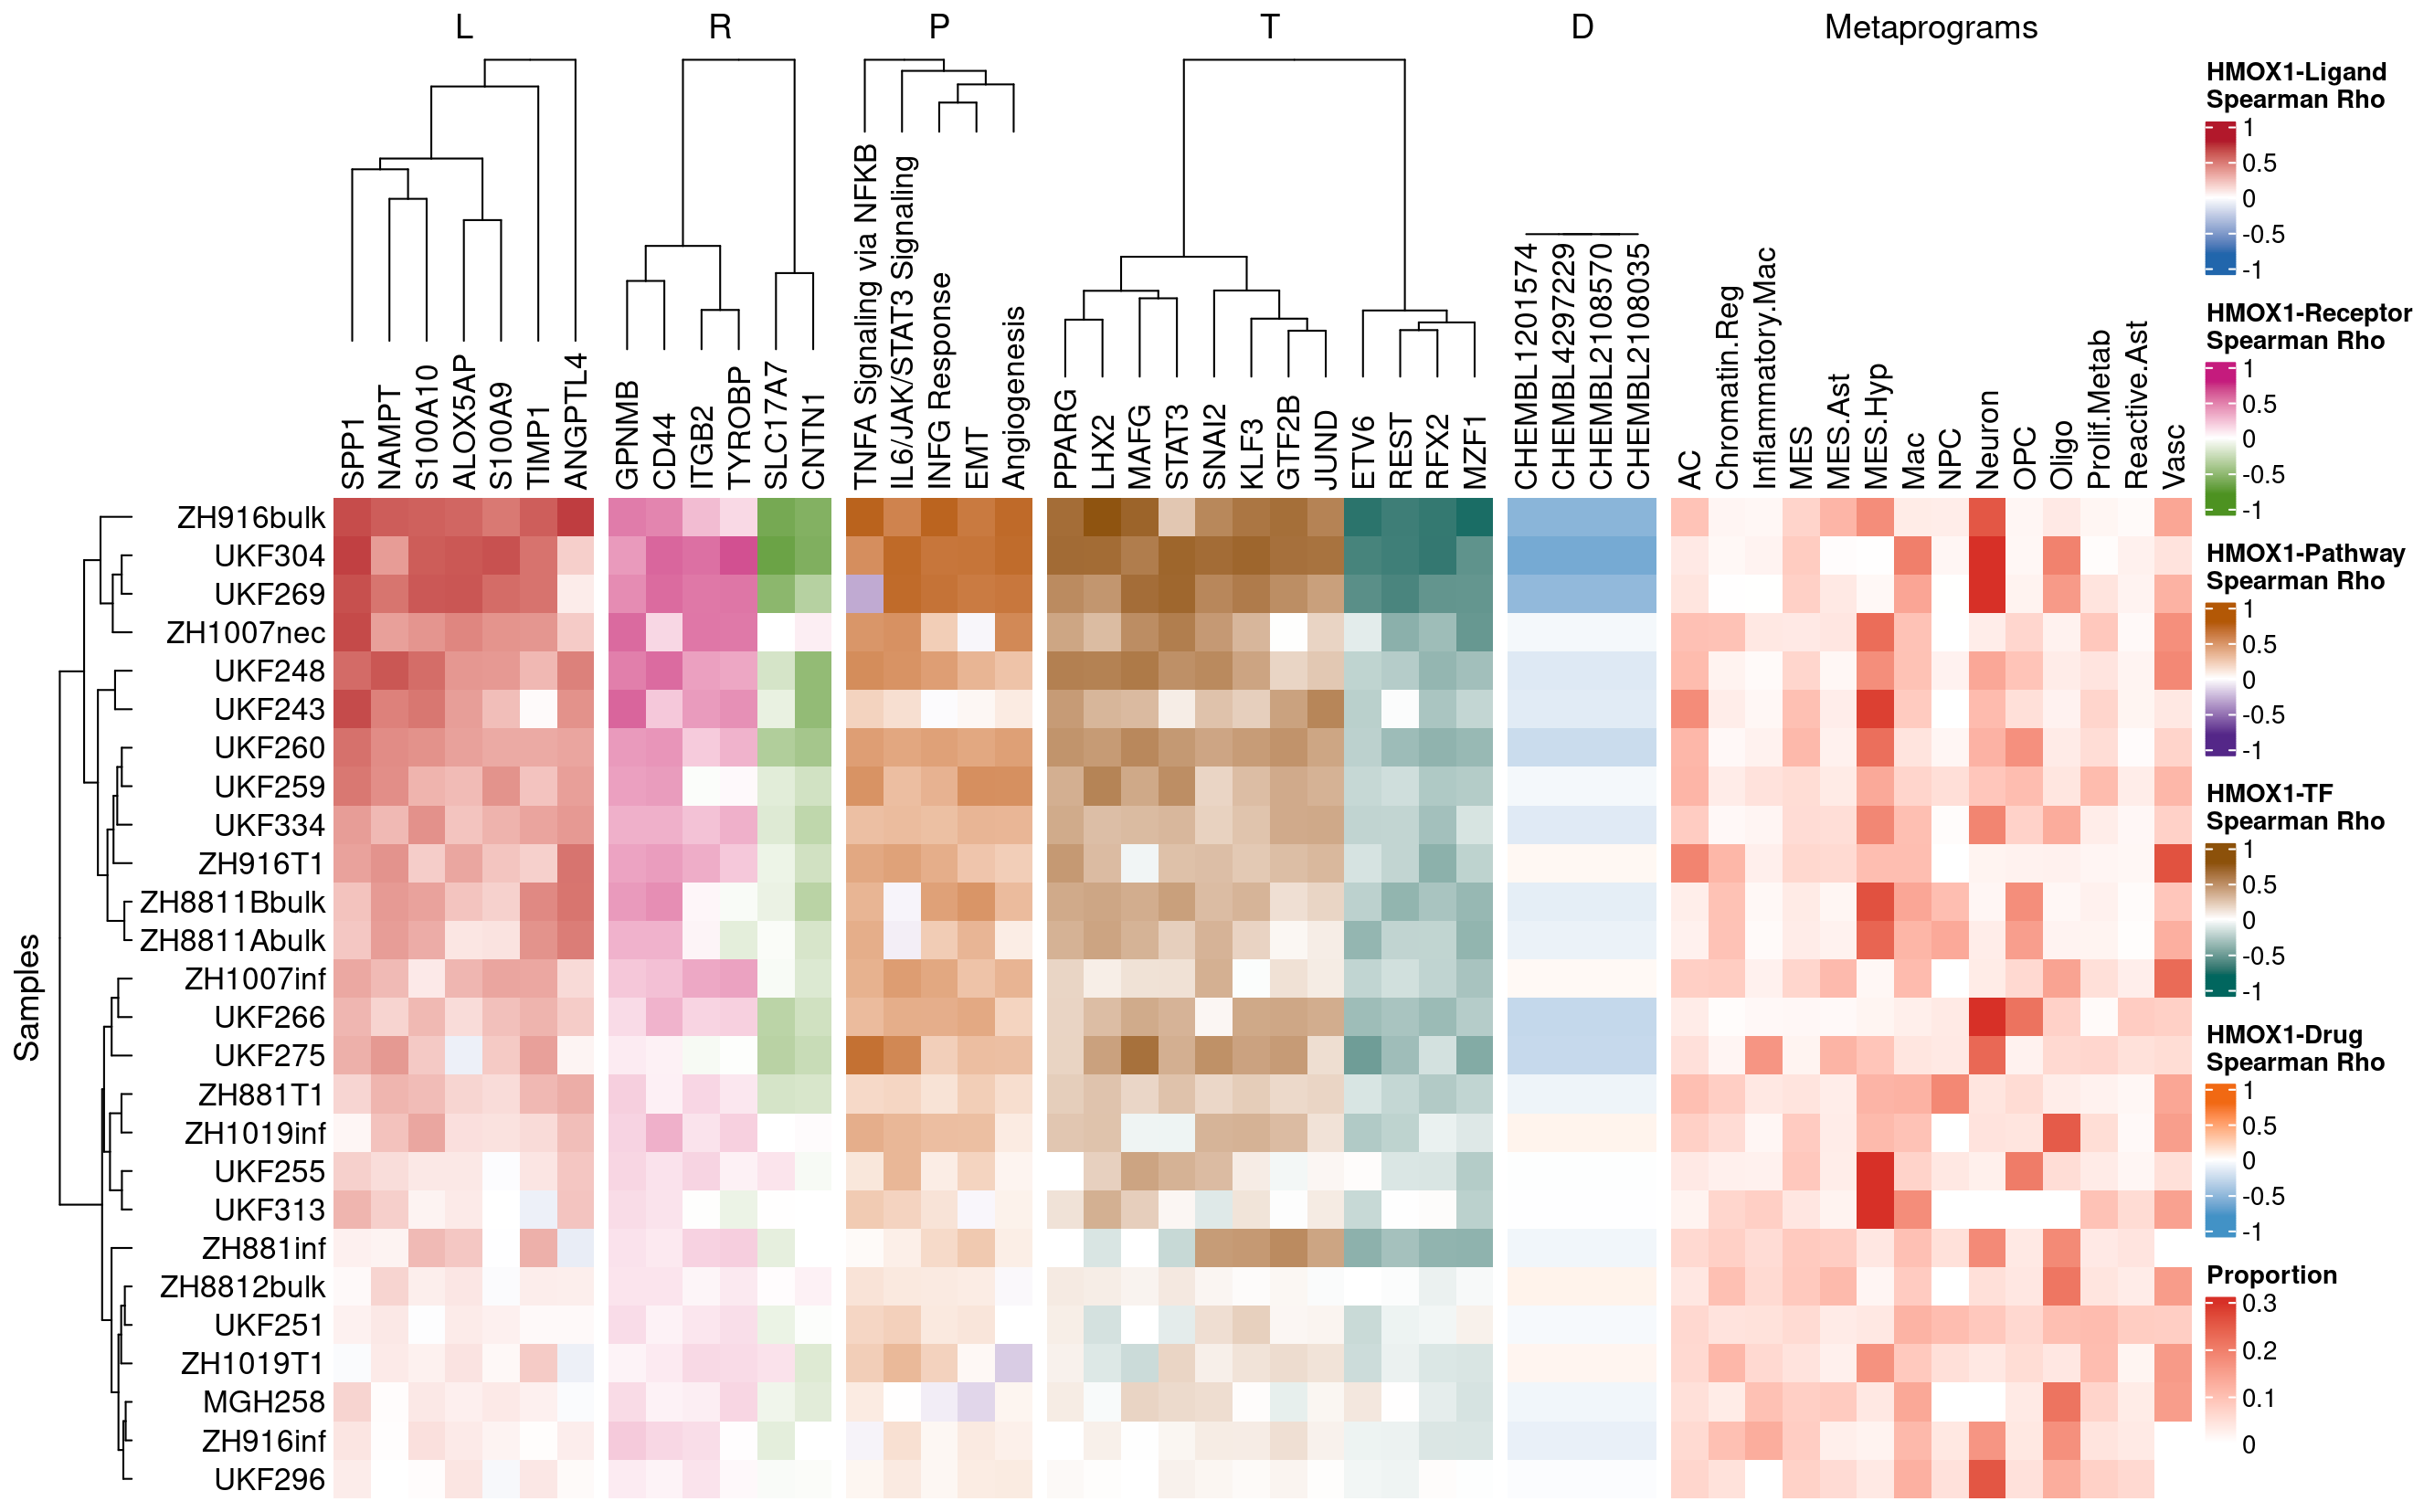 L
R
P
T
D
Metaprograms
SPP1
NAMPT
S100A10
ALOX5AP
S100A9
TIMP1
ANGPTL4
GPNMB
CD44
ITGB2
TYROBP
SLC17A7
CNTN1
TNFA Signaling via NFKB
IL6/JAK/STAT3 Signaling
INFG Response
EMT
Angiogenesis
PPARG
LHX2
MAFG
STAT3
SNAI2
KLF3
GTF2B
JUND
ETV6
REST
RFX2
MZF1
CHEMBL1201574
CHEMBL4297229
CHEMBL2108570
CHEMBL2108035
AC
Chromatin.Reg
Inflammatory.Mac
MES
MES.Ast
MES.Hyp
Mac
NPC
Neuron
OPC
Oligo
Prolif.Metab
Reactive.Ast
Vasc
Samples
ZH916bulk
UKF304
UKF269
ZH1007nec
UKF248
UKF243
UKF260
UKF259
UKF334
ZH916T1
ZH8811Bbulk
ZH8811Abulk
ZH1007inf
UKF266
UKF275
ZH881T1
ZH1019inf
UKF255
UKF313
ZH881inf
ZH8812bulk
UKF251
ZH1019T1
MGH258
ZH916inf
UKF296
HMOX1-Ligand
Spearman Rho
1
0.5
0
-0.5
-1
HMOX1-Receptor
Spearman Rho
1
0.5
0
-0.5
-1
HMOX1-Pathway
Spearman Rho
1
0.5
0
-0.5
-1
HMOX1-TF
Spearman Rho
1
0.5
0
-0.5
-1
HMOX1-Drug
Spearman Rho
1
0.5
0
-0.5
-1
Proportion
0.3
0.2
0.1
0